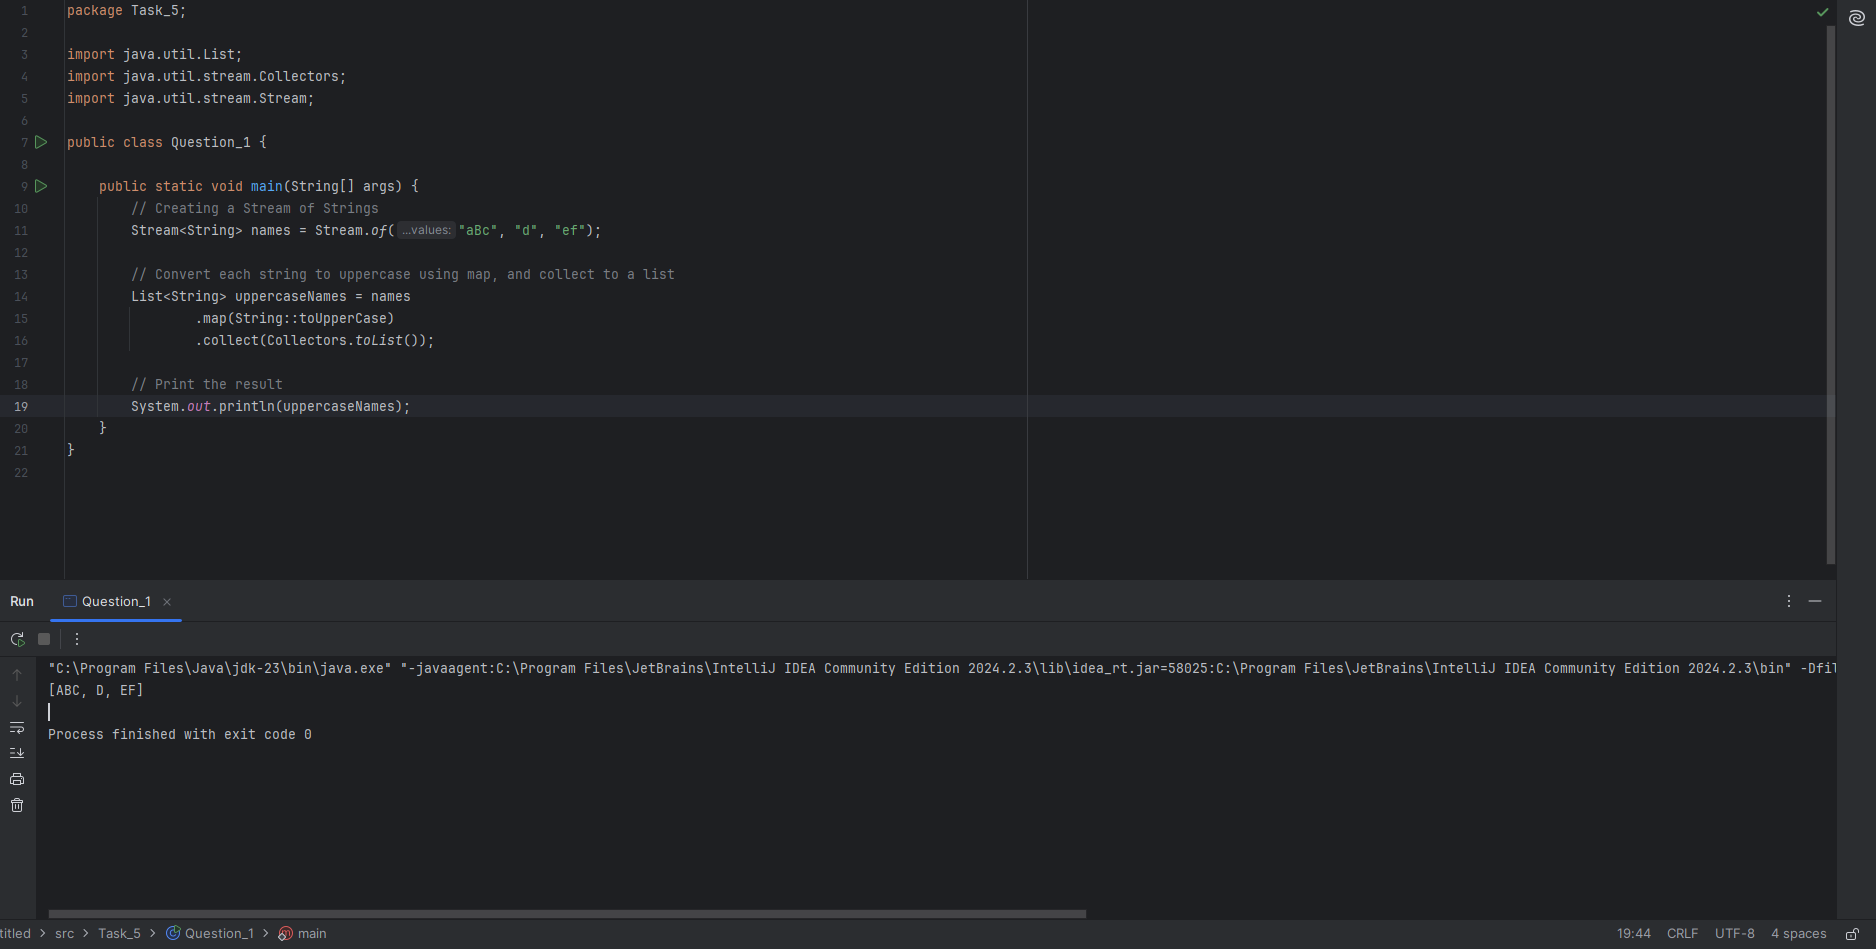 1 package Task_5;
2
3 import java.util.List;
4 import java.util.stream.Collectors;
5 import java.util.stream.Stream;
6
7 public class Question_1 {
8
9     public static void main(String[] args) {
10         // Creating a Stream of Strings
11         Stream<String> names = Stream.of( ...values: "aBc", "d", "ef");
12
13         // Convert each string to uppercase using map, and collect to a list
14         List<String> uppercaseNames = names
15                 .map(String::toUpperCase)
16                 .collect(Collectors.toList());
17
18         // Print the result
19         System.out.println(uppercaseNames);
20     }
21 }
22
Run Question_1
"C:\Program Files\Java\jdk-23\bin\java.exe" "-javaagent:C:\Program Files\JetBrains\IntelliJ IDEA Community Edition 2024.2.3\lib\idea_rt.jar=58025:C:\Program Files\JetBrains\IntelliJ IDEA Community Edition 2024.2.3\bin" -Dfil
[ABC, D, EF]
Process finished with exit code 0
titled > src > Task_5 > Question_1 > main 19:44 CRLF UTF-8 4 spaces